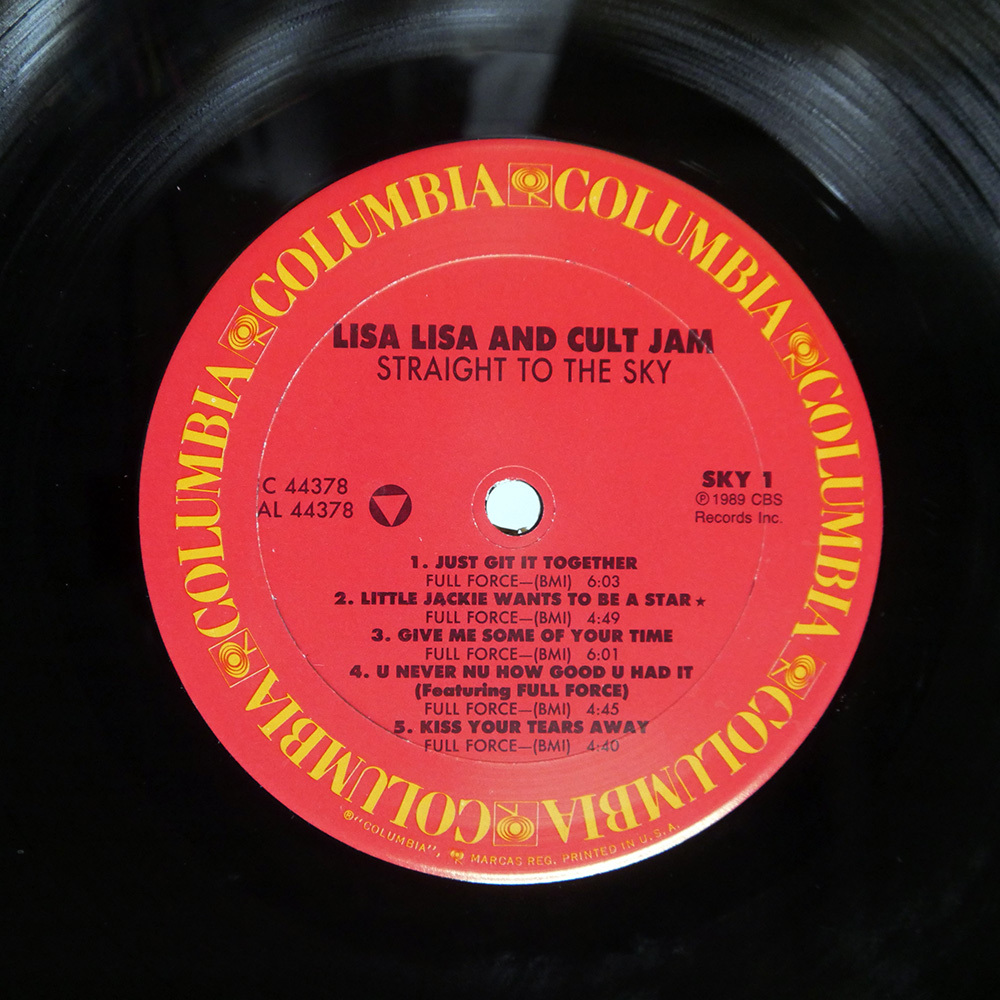 COLUMBIA COLUMBIA COLUMBIA COLUMBIA COLUMBIA COLUMBIA COLUMBIA
LISA LISA AND CULT JAM
STRAIGHT TO THE SKY
C 44378
AL 44378
SKY 1
℗ 1989 CBS
Records Inc.
1. JUST GIT IT TOGETHER
FULL FORCE—(BMI) 6:03
2. LITTLE JACKIE WANTS TO BE A STAR ★
FULL FORCE—(BMI) 4:49
3. GIVE ME SOME OF YOUR TIME
FULL FORCE—(BMI) 6:01
4. U NEVER NU HOW GOOD U HAD IT
(Featuring FULL FORCE)
FULL FORCE—(BMI) 4:45
5. KISS YOUR TEARS AWAY
FULL FORCE—(BMI) 4:40
®"COLUMBIA", MARCAS REG. PRINTED IN U.S.A.